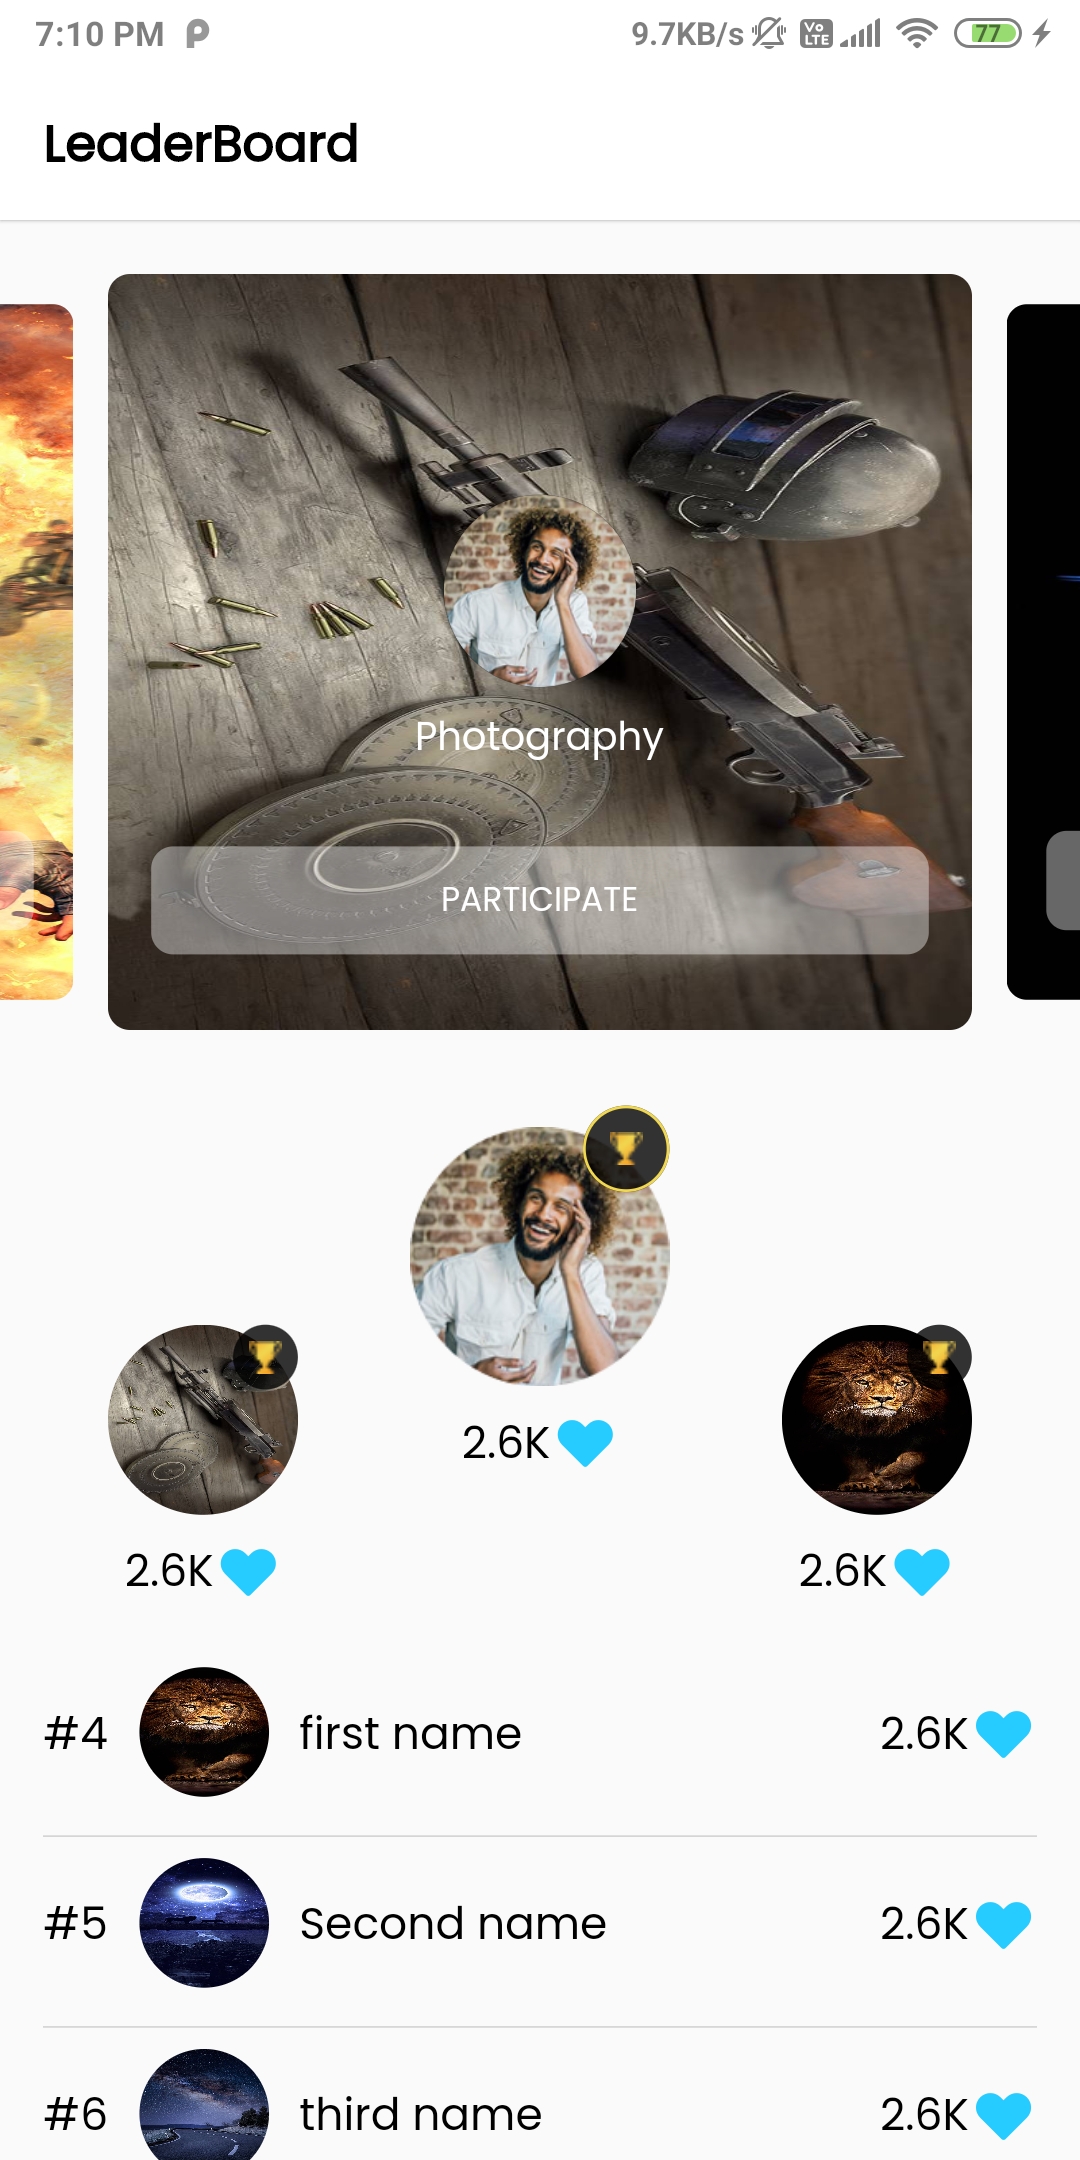 7:10 PM 9.7KB/s Vo LTE 77
LeaderBoard
Photography
PARTICIPATE
2.6K
2.6K 2.6K
#4 first name 2.6K
#5 Second name 2.6K
#6 third name 2.6K